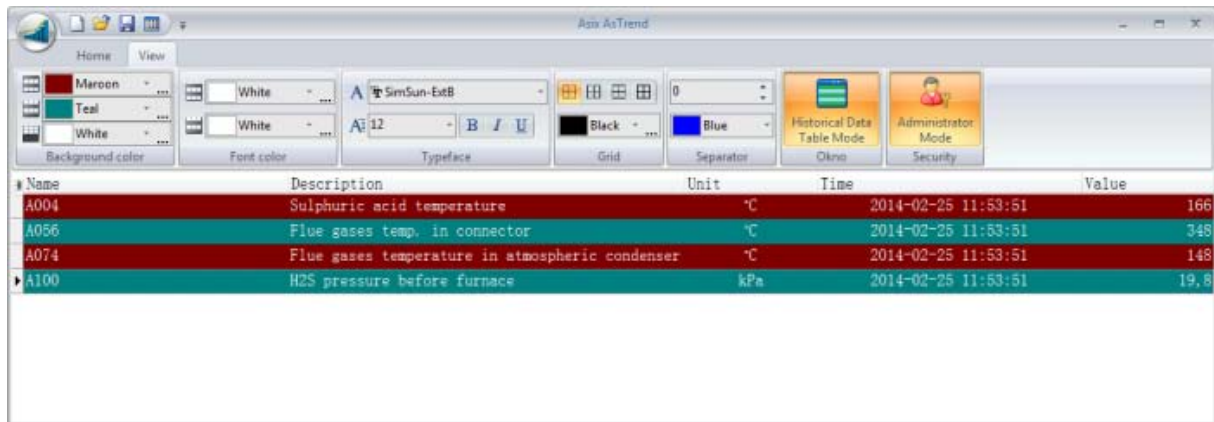 Asix AsTrend
Home View
Maroon
Teal
White
Background color
White
White
Font color
SimSun-ExtB
12 B I U
Typeface
Black
Grid
0
Blue
Separator
Historical Data
Table Mode
Okno
Administrator
Mode
Security
Name Description Unit Time Value
A004 Sulphuric acid temperature °C 2014-02-25 11:53:51 166
A056 Flue gases temp. in connector °C 2014-02-25 11:53:51 348
A074 Flue gases temperature in atmospheric condenser °C 2014-02-25 11:53:51 148
A100 H2S pressure before furnace kPa 2014-02-25 11:53:51 19,8